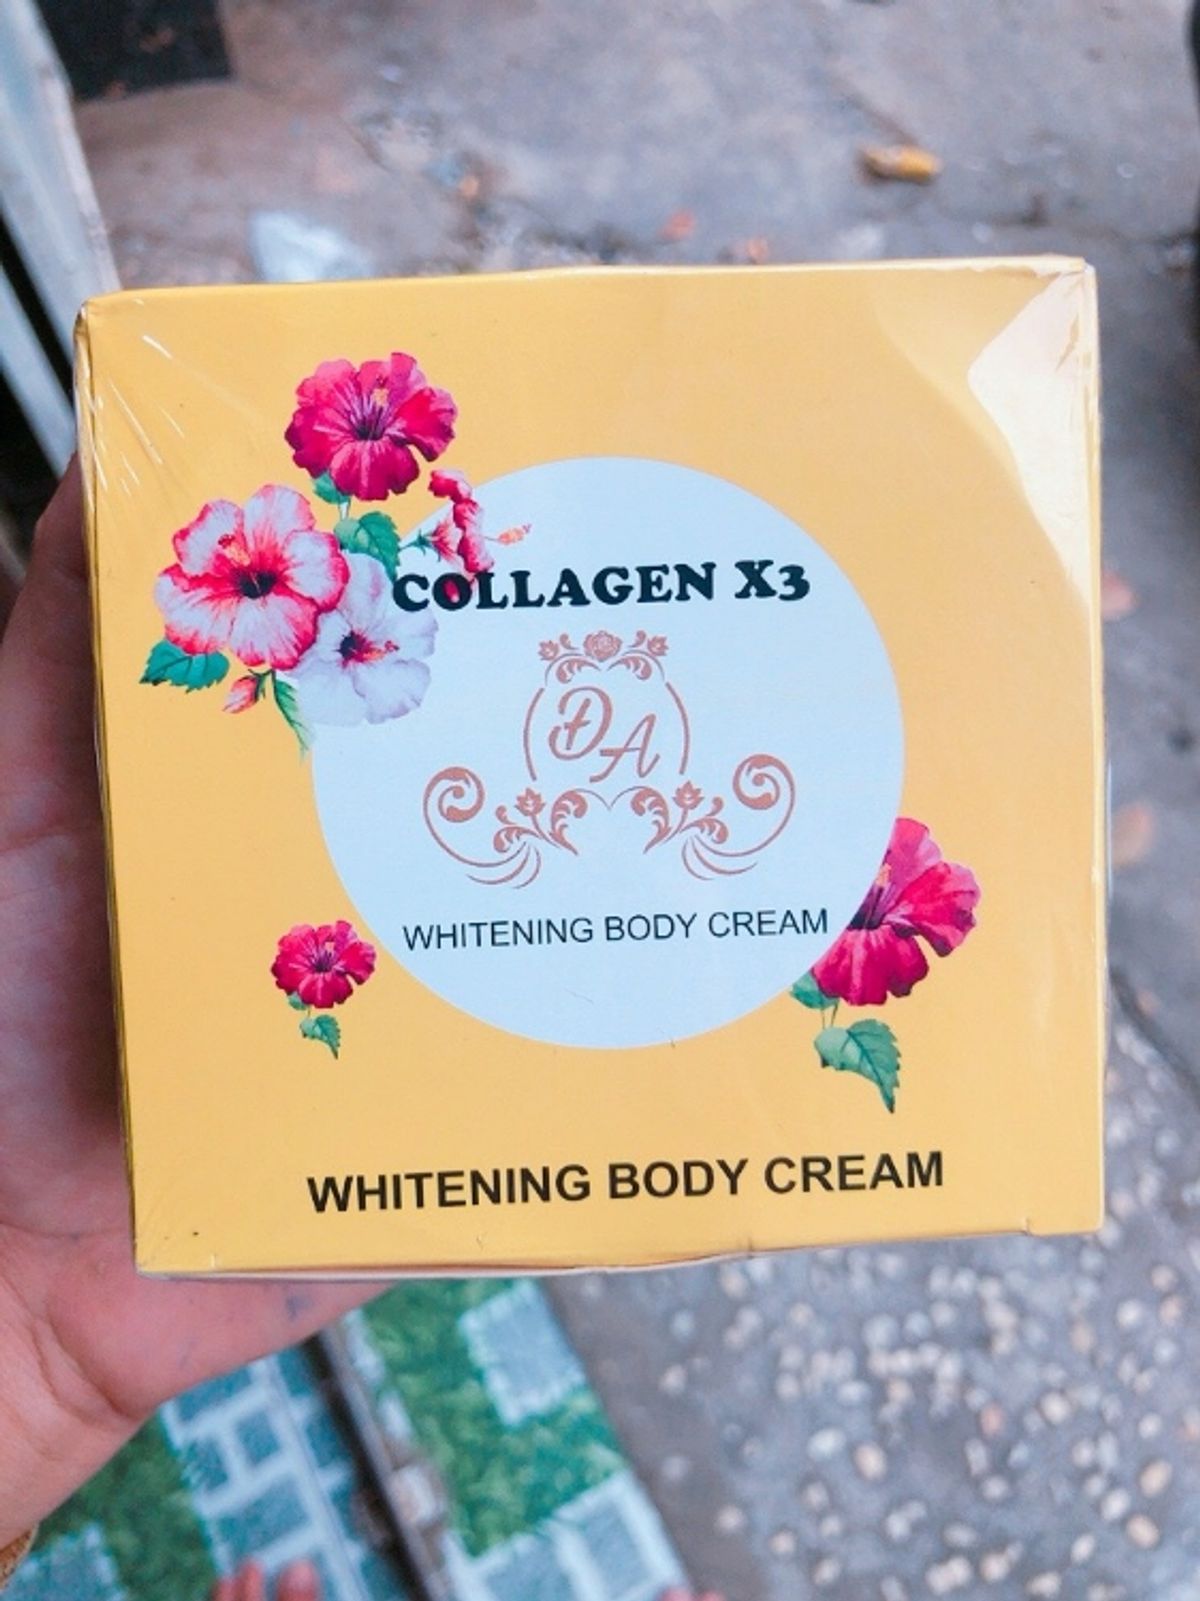 COLLAGEN X3
ĐA
WHITENING BODY CREAM
WHITENING BODY CREAM